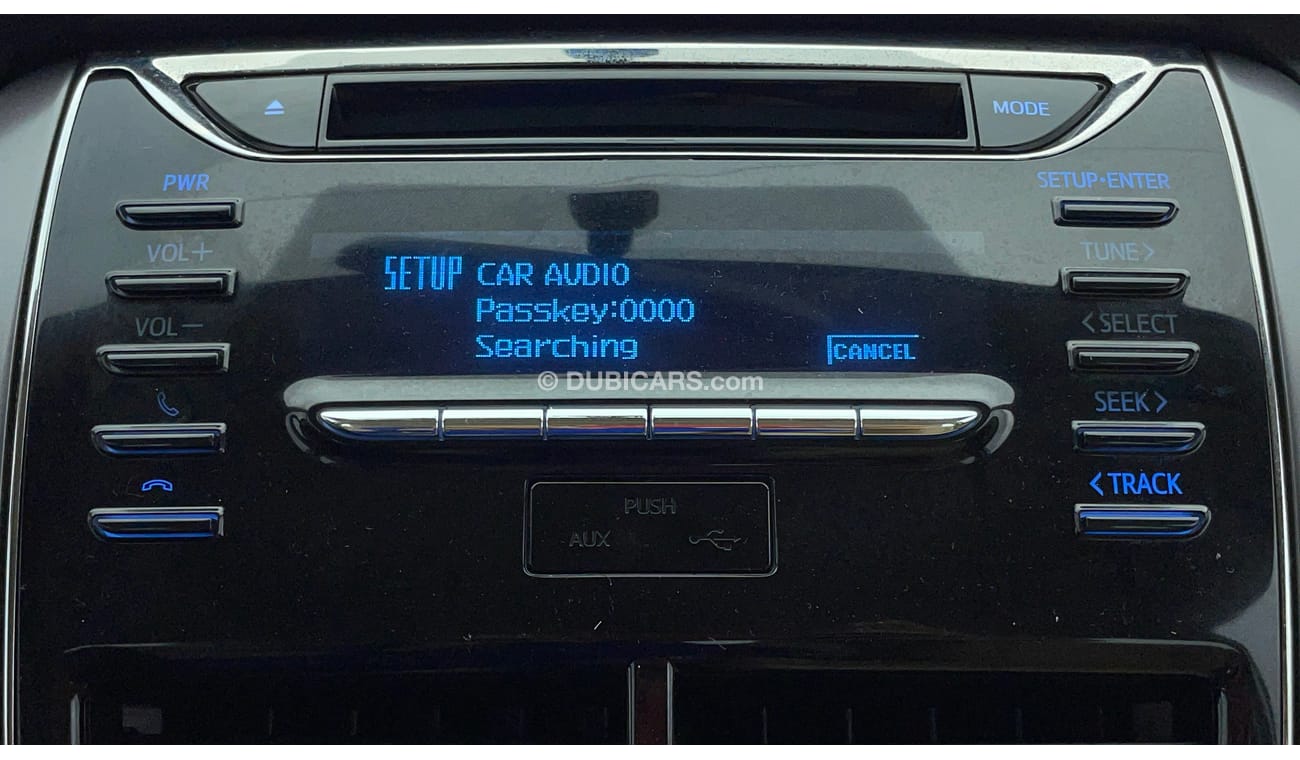 MODE
PWR
SETUP•ENTER
VOL+
TUNE>
VOL−
<SELECT
SETUP CAR AUDIO
Passkey:0000
Searching
CANCEL
© DUBICARS.com
SEEK>
<TRACK
PUSH
AUX